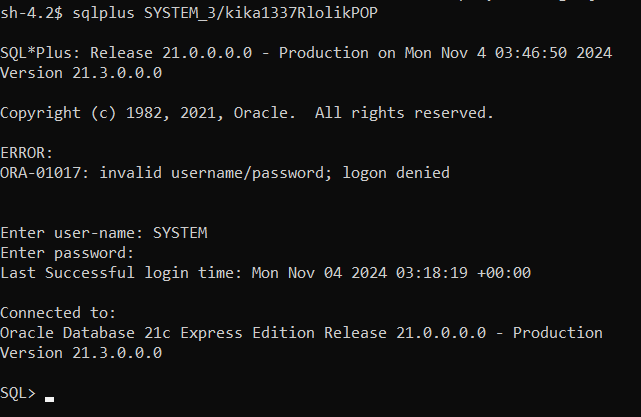 sh-4.2$ sqlplus SYSTEM_3/kika1337RlolikPOP
SQL*Plus: Release 21.0.0.0.0 - Production on Mon Nov 4 03:46:50 2024
Version 21.3.0.0.0
Copyright (c) 1982, 2021, Oracle.  All rights reserved.
ERROR:
ORA-01017: invalid username/password; logon denied
Enter user-name: SYSTEM
Enter password:
Last Successful login time: Mon Nov 04 2024 03:18:19 +00:00
Connected to:
Oracle Database 21c Express Edition Release 21.0.0.0.0 - Production
Version 21.3.0.0.0
SQL>